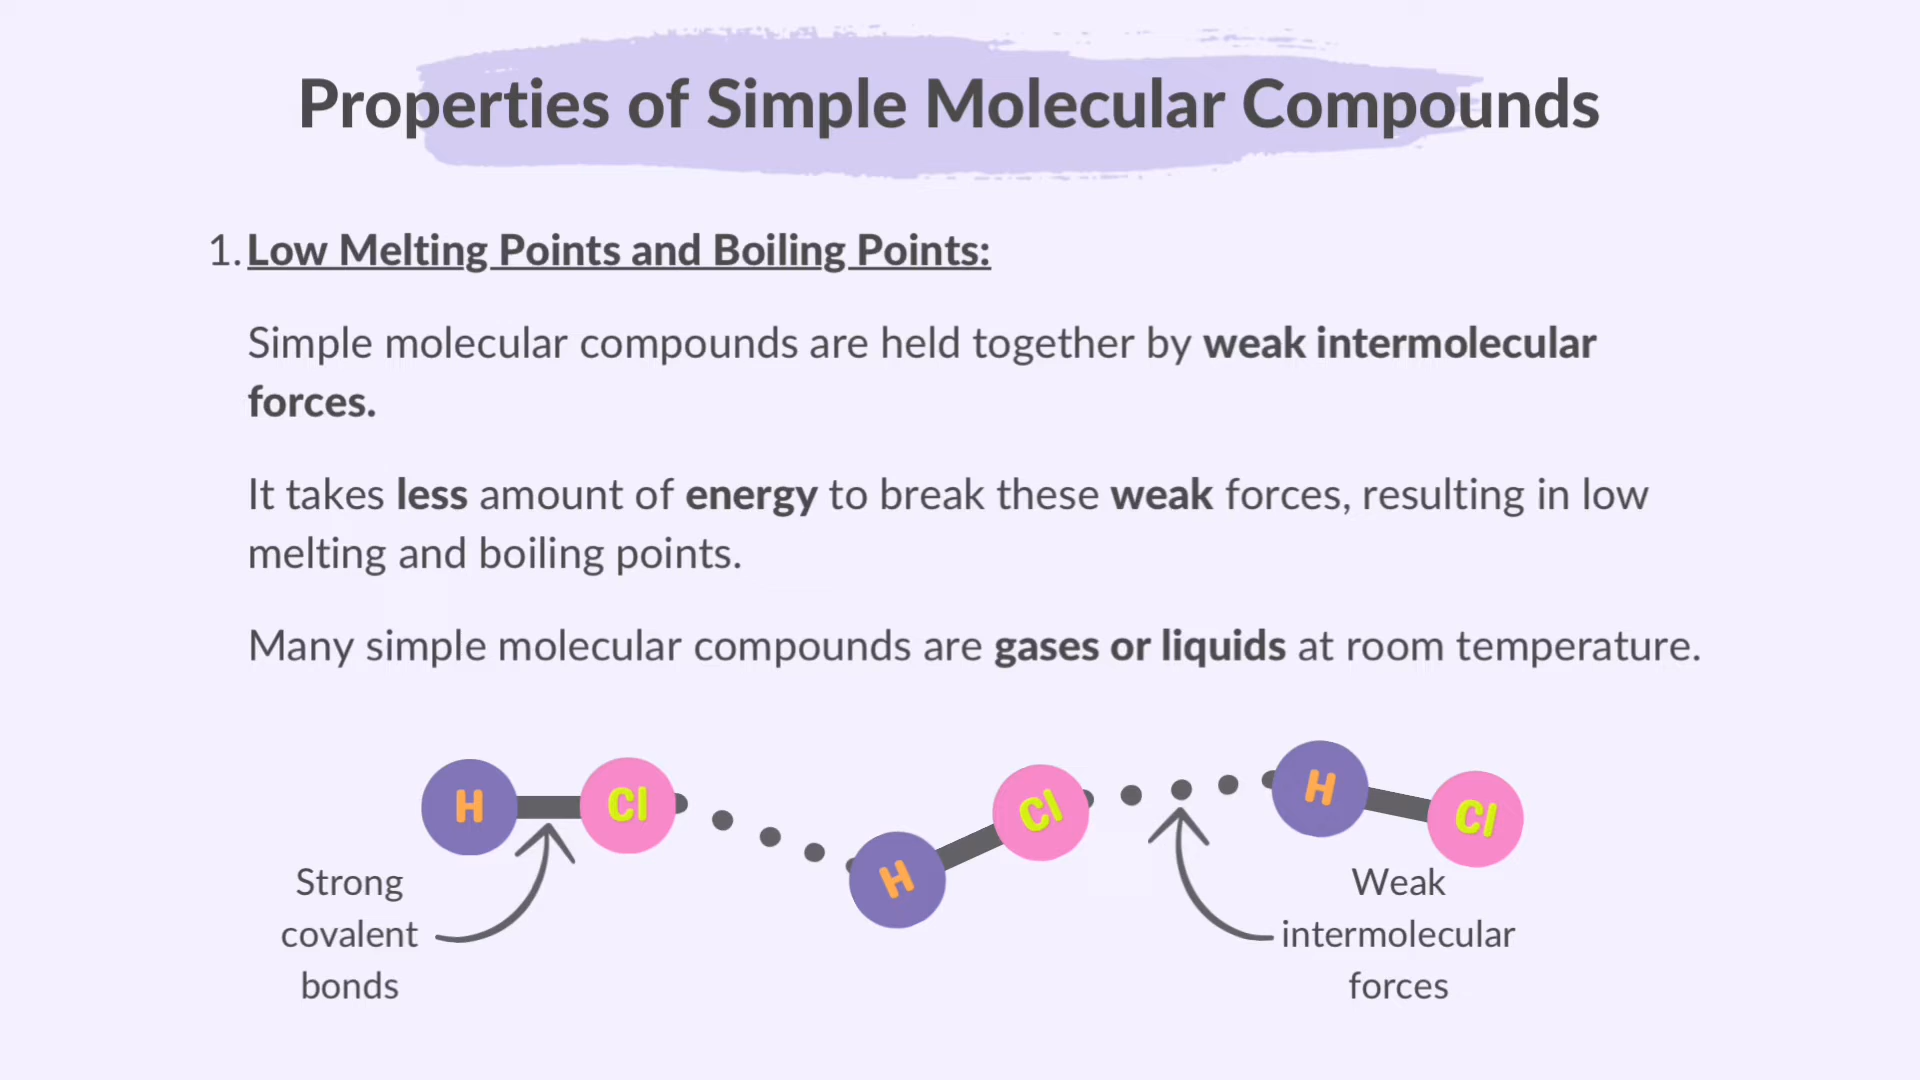 Properties of Simple Molecular Compounds
1. Low Melting Points and Boiling Points:
Simple molecular compounds are held together by weak intermolecular
forces.
It takes less amount of energy to break these weak forces, resulting in low
melting and boiling points.
Many simple molecular compounds are gases or liquids at room temperature.
H Cl H Cl H Cl
Strong
covalent
bonds
Weak
intermolecular
forces